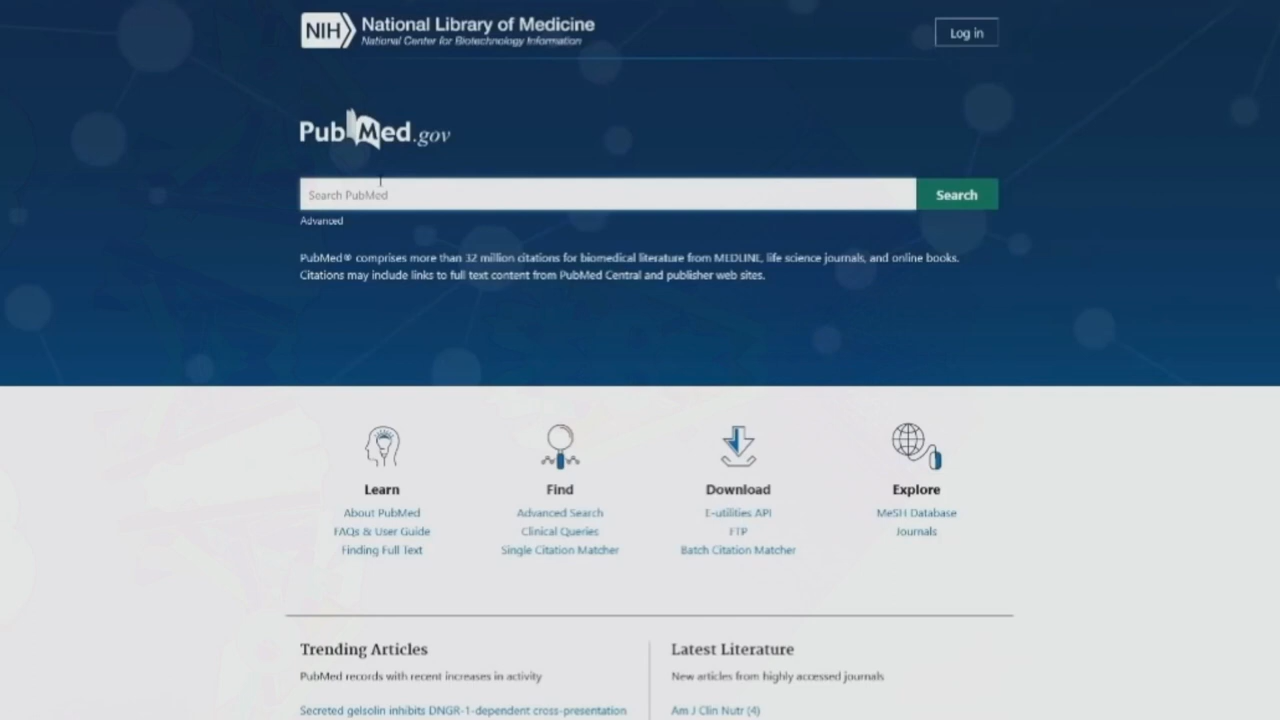 NIH National Library of Medicine
National Center for Biotechnology Information
Log in
PubMed.gov
Search PubMed
Search
Advanced
PubMed® comprises more than 32 million citations for biomedical literature from MEDLINE, life science journals, and online books.
Citations may include links to full text content from PubMed Central and publisher web sites.
Learn
About PubMed
FAQs & User Guide
Finding Full Text
Find
Advanced Search
Clinical Queries
Single Citation Matcher
Download
E-utilities API
FTP
Batch Citation Matcher
Explore
MeSH Database
Journals
Trending Articles
PubMed records with recent increases in activity
Secreted gelsolin inhibits DNGR-1-dependent cross-presentation
Latest Literature
New articles from highly accessed journals
Am J Clin Nutr (4)